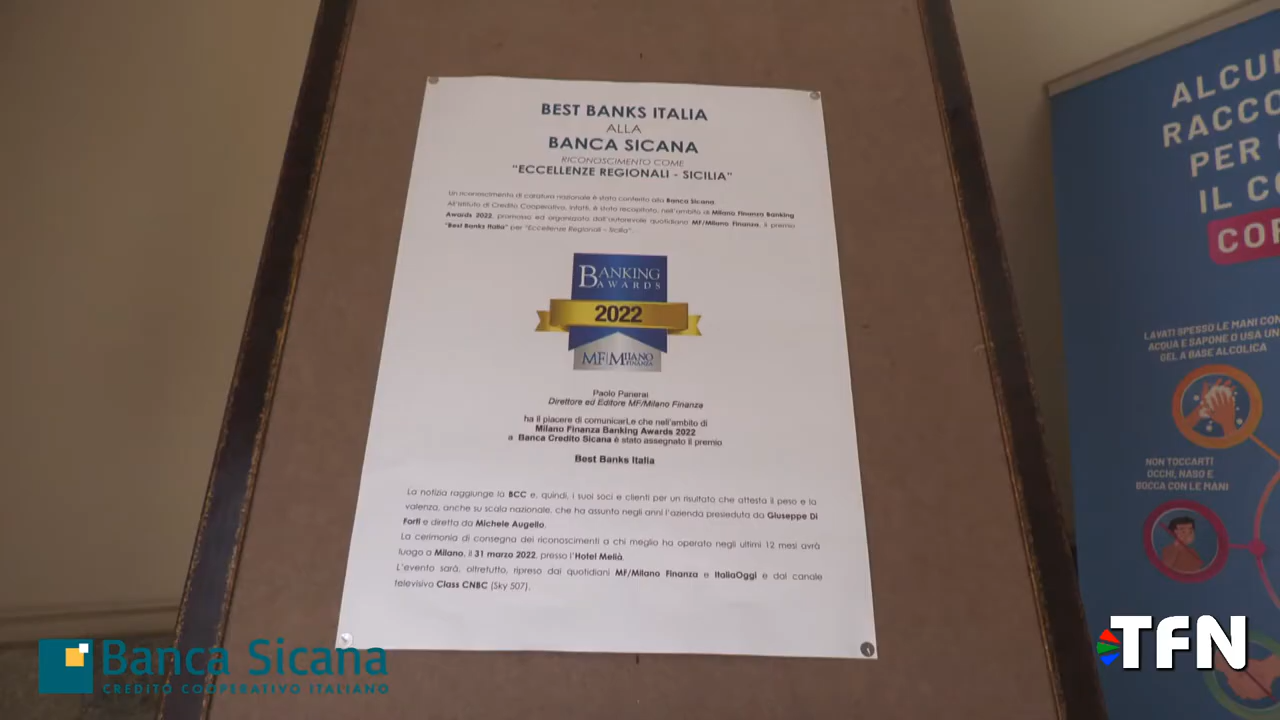 BEST BANKS ITALIA
ALLA
BANCA SICANA
RICONOSCIMENTO COME
"ECCELLENZE REGIONALI - SICILIA"
Un riconoscimento di caratura nazionale è stato conferito alla Banca Sicana.
All'Istituto di Credito Cooperativo, infatti, è stato recapitato, nell'ambito di Milano Finanza Banking
Awards 2022, promosso ed organizzato dall'autorevole quotidiano MF/Milano Finanza, il premio
"Best Banks Italia" per "Eccellenze Regionali – Sicilia".
BANKING
AWARDS
2022
MF MILANO
FINANZA
Paolo Panerai
Direttore ed Editore MF/Milano Finanza
ha il piacere di comunicarLe che nell'ambito di
Milano Finanza Banking Awards 2022
a Banca Credito Sicana è stato assegnato il premio
Best Banks Italia
La notizia raggiunge la BCC e, quindi, i suoi soci e clienti per un risultato che attesta il peso e la
valenza, anche su scala nazionale, che ha assunto negli anni l'azienda presieduta da Giuseppe Di
Forti e diretta da Michele Augello.
La cerimonia di consegna dei riconoscimenti a chi meglio ha operato negli ultimi 12 mesi avrà
luogo a Milano, il 31 marzo 2022, presso l'Hotel Melià.
L'evento sarà, altretutto, ripreso dai quotidiani MF/Milano Finanza e ItaliaOggi e dal canale
televisivo Class CNBC (Sky 507).
ALCU
RACCO
PER
IL CO
COR
LAVATI SPESSO LE MANI CON
ACQUA E SAPONE O USA UN
GEL A BASE ALCOLICA
NON TOCCARTI
OCCHI, NASO E
BOCCA CON LE MANI
Banca Sicana
CREDITO COOPERATIVO ITALIANO
TFN